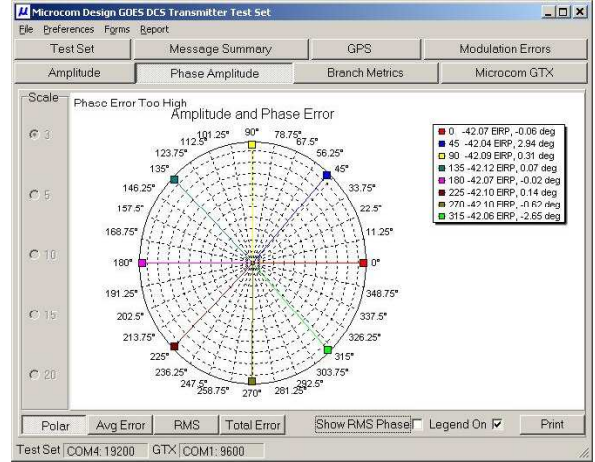 Microcom Design GOES DCS Transmitter Test Set
File Preferences Forms Report
Test Set Message Summary GPS Modulation Errors
Amplitude Phase Amplitude Branch Metrics Microcom GTX
Scale
3
5
10
15
20
Phase Error Too High
Amplitude and Phase Error
90°
101.25° 78.75°
112.5° 67.5°
123.75° 56.25°
135° 45°
146.25° 33.75°
157.5° 22.5°
168.75° 11.25°
180° 0°
191.25° 348.75°
202.5° 337.5°
213.75° 326.25°
225° 315°
236.25° 303.75°
247.5° 292.5°
258.75° 281.25°
270°
0 -42.07 EIRP, -0.06 deg
45 -42.04 EIRP, 2.94 deg
90 -42.09 EIRP, 0.31 deg
135 -42.12 EIRP, 0.07 deg
180 -42.07 EIRP, -0.02 deg
225 -42.10 EIRP, 0.14 deg
270 -42.10 EIRP, -0.62 deg
315 -42.06 EIRP, -2.65 deg
Polar Avg Error RMS Total Error Show RMS Phase Legend On Print
Test Set COM4: 19200 GTX COM1: 9600